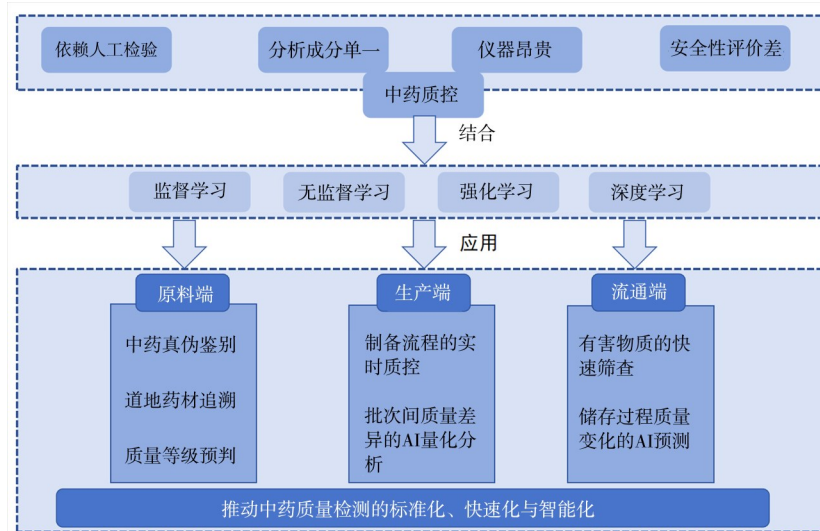 依赖人工检验
分析成分单一
仪器昂贵
安全性评价差
中药质控
结合
监督学习
无监督学习
强化学习
深度学习
应用
原料端
中药真伪鉴别
道地药材追溯
质量等级预判
生产端
制备流程的实
时质控
批次间质量差
异的AI量化分
析
流通端
有害物质的快
速筛查
储存过程质量
变化的AI预测
推动中药质量检测的标准化、快速化与智能化